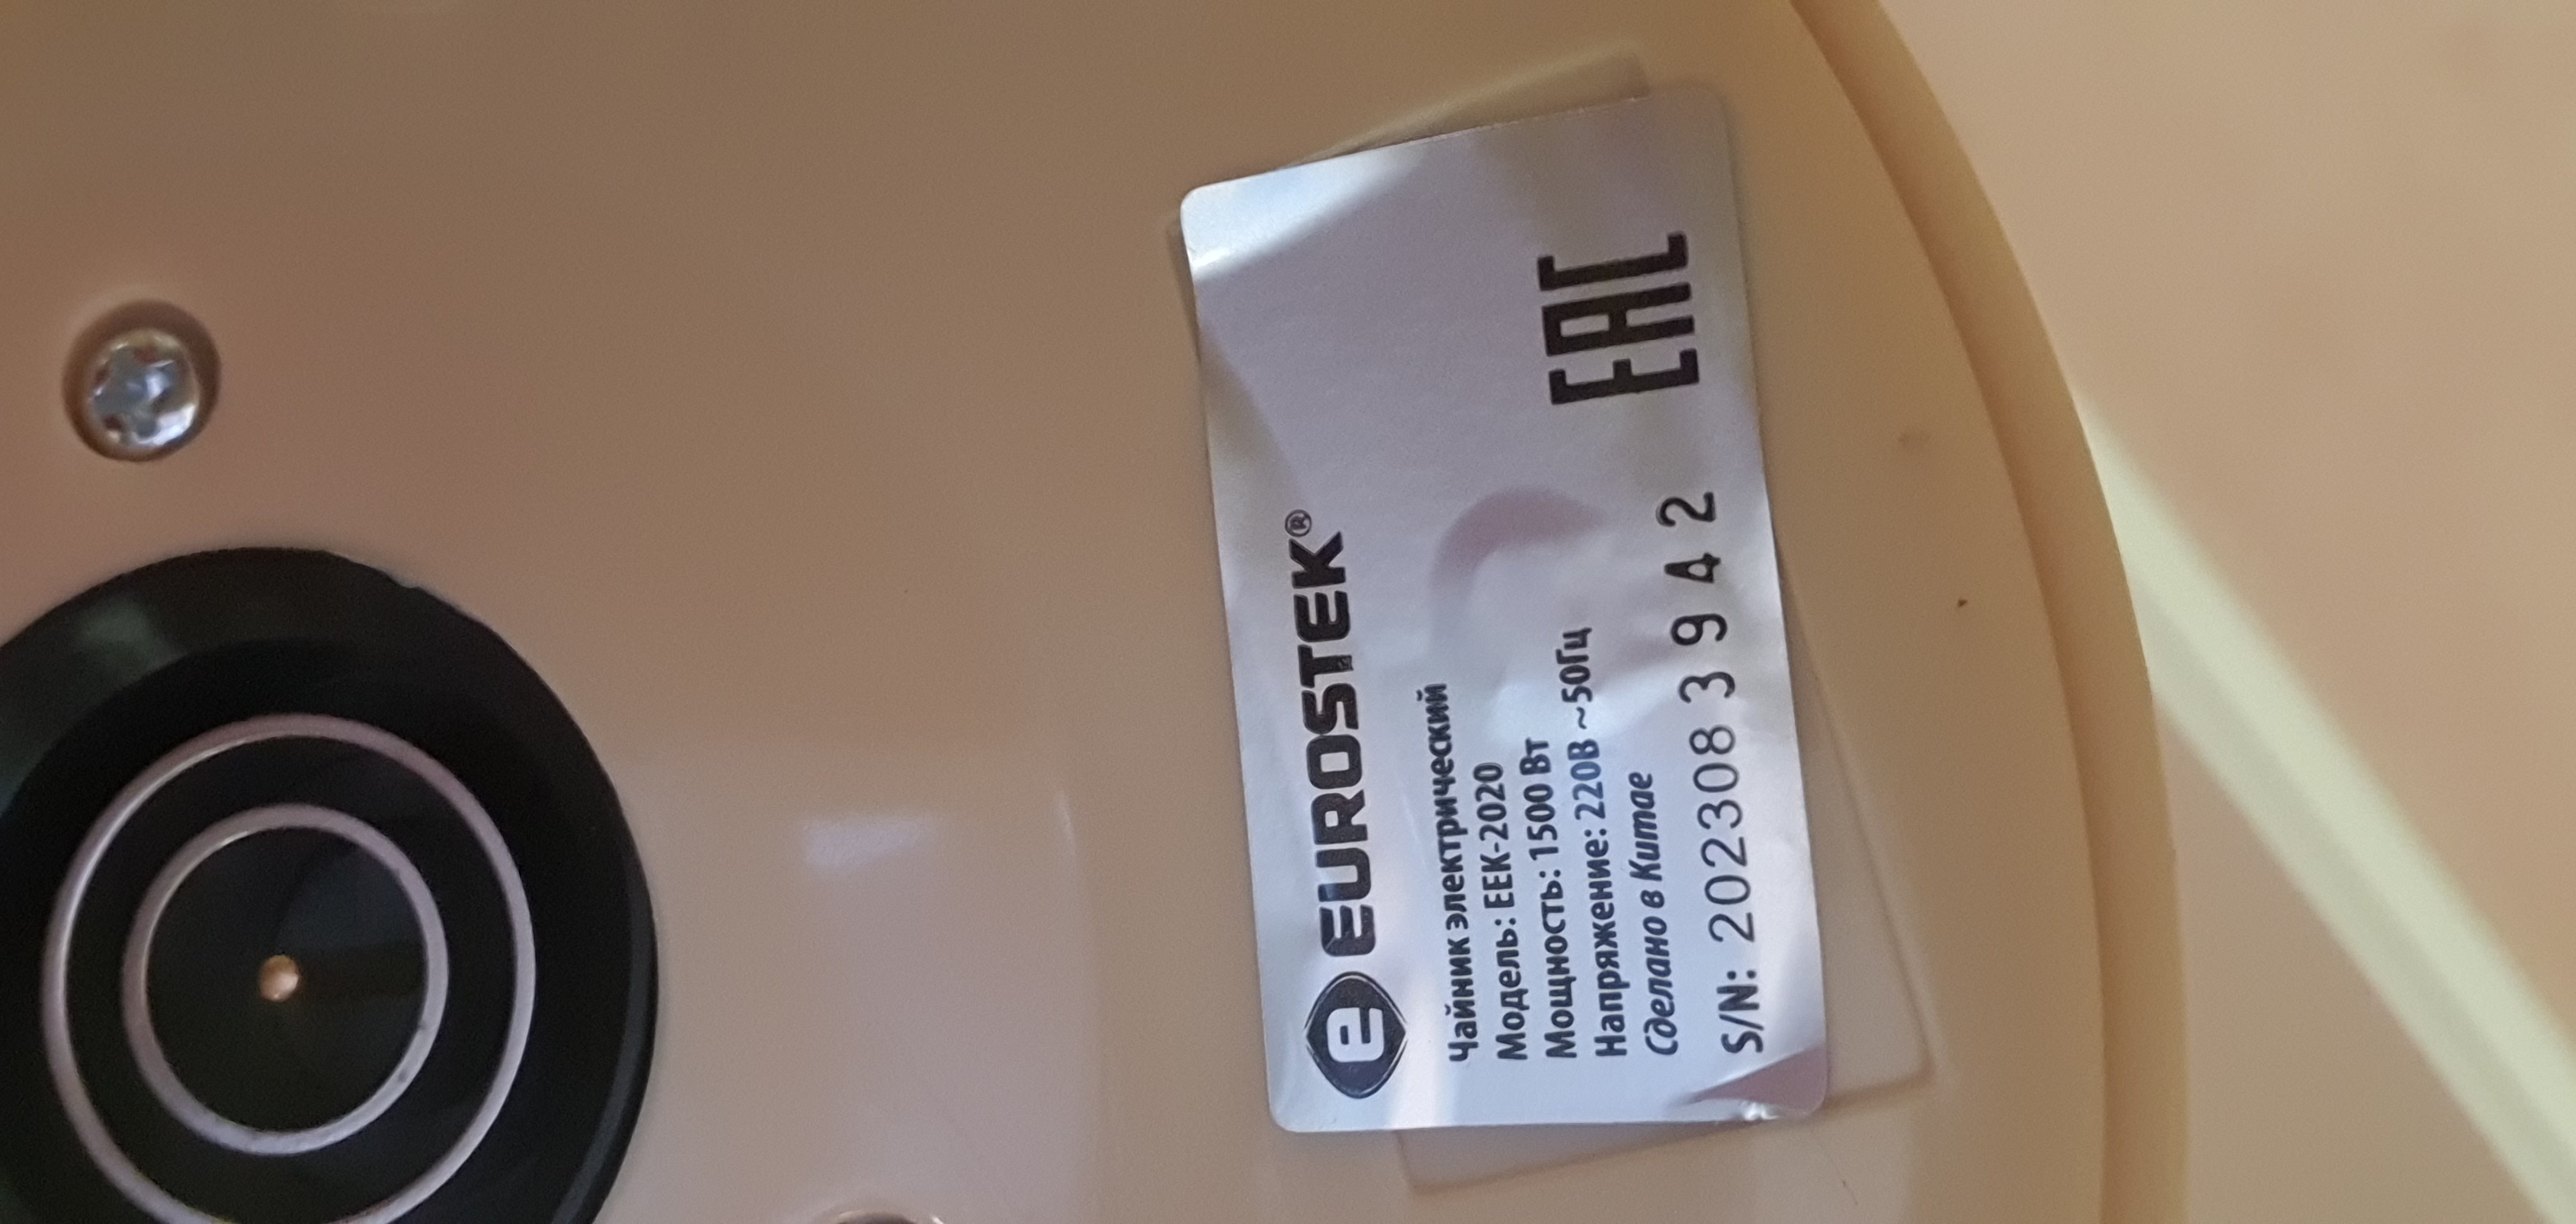 e EUROSTEK®
Чайник электрический
Модель: EEK-2020
Мощность: 1500 Вт
Напряжение: 220В ~50Гц
Сделано в Китае
S/N: 202308 3 9 4 2
EAC